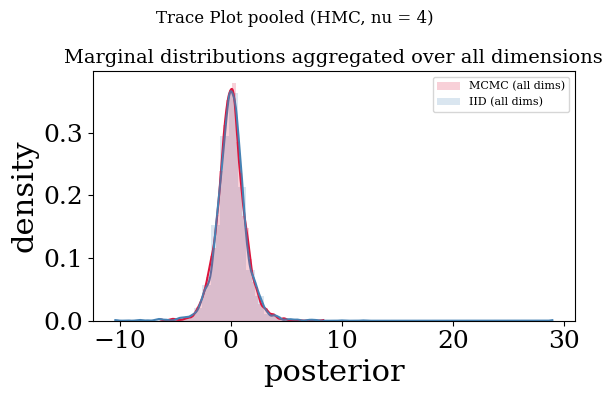 Trace Plot pooled (HMC, nu = 4)
Marginal distributions aggregated over all dimensions
MCMC (all dims)
IID (all dims)
density
0.3
0.2
0.1
0.0
−10
0
10
20
30
posterior